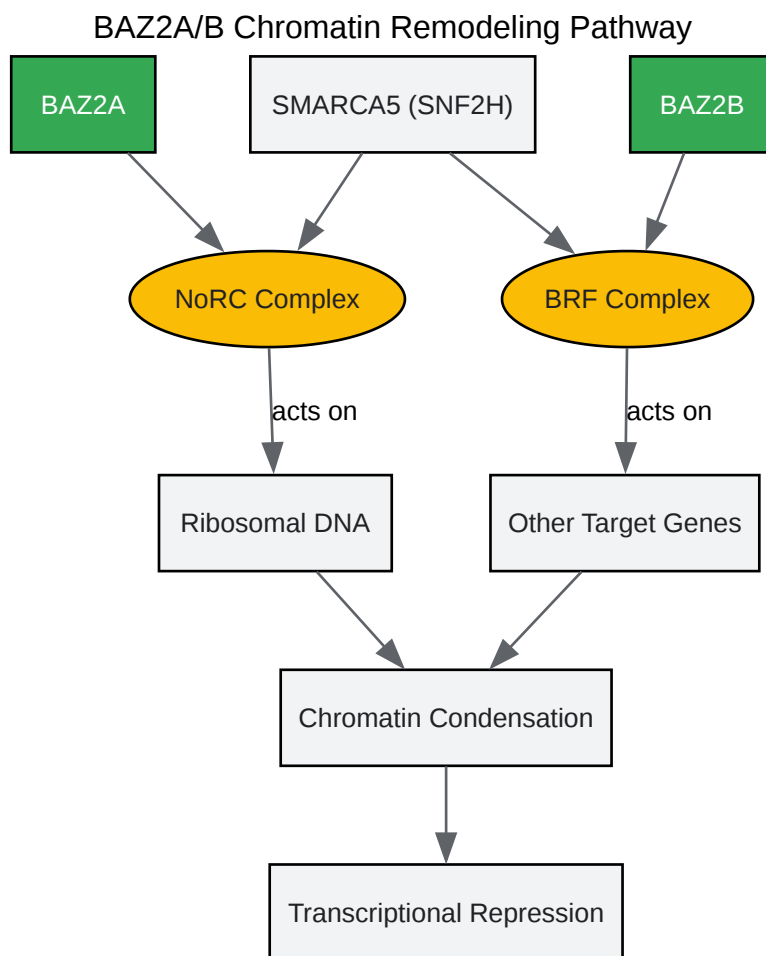 BAZ2A/B Chromatin Remodeling Pathway
BAZ2A
SMARCA5 (SNF2H)
BAZ2B
NoRC Complex
BRF Complex
acts on
acts on
Ribosomal DNA
Other Target Genes
Chromatin Condensation
Transcriptional Repression